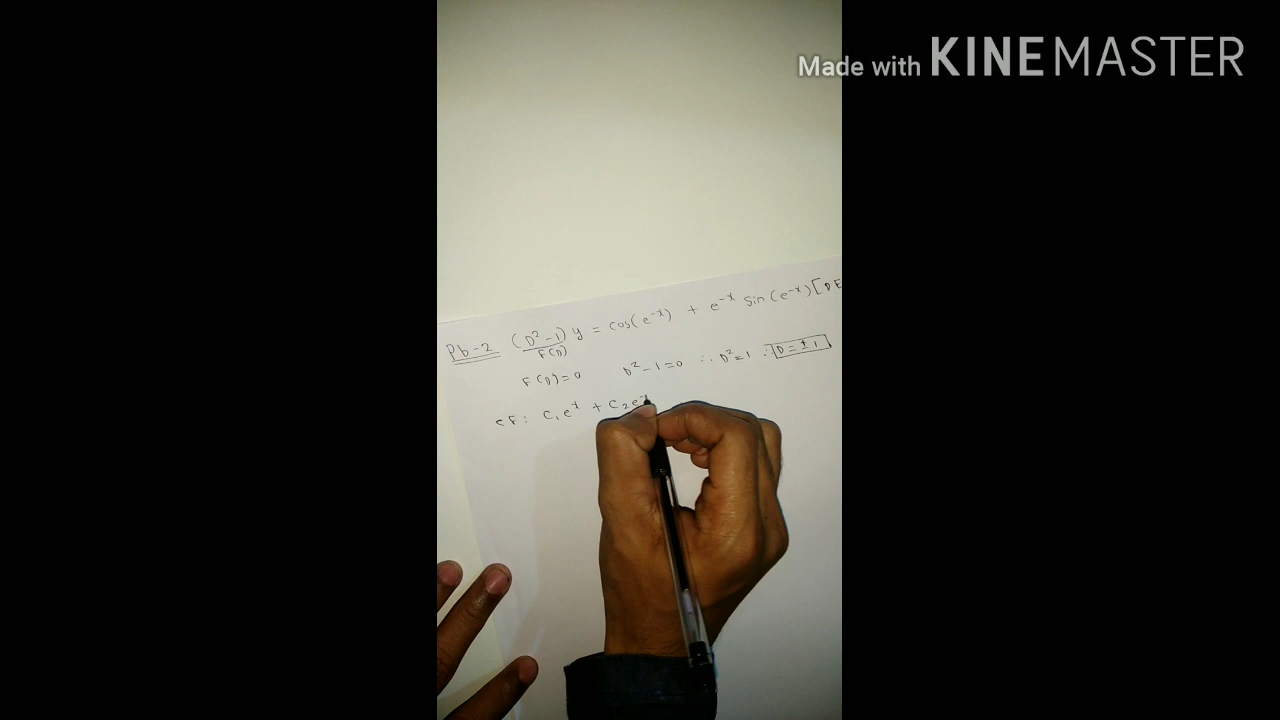 Made with KINEMASTER
Pb-2 (D²-1)y = cos(e⁻ˣ) + e⁻ˣ sin(e⁻ˣ) [DE
F(D)
F(D)=0 D²-1=0 ∴ D²=1 ∴ D=±1
CF: C₁eˣ + C₂e⁻